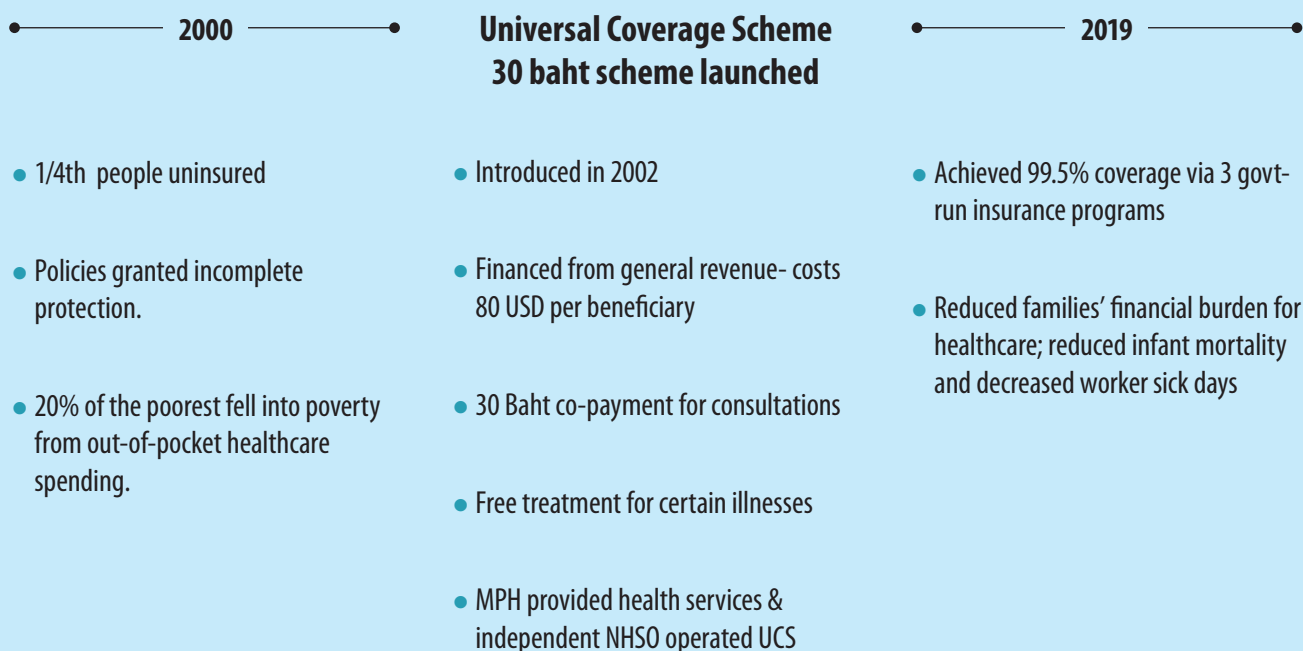 2000
1/4th people uninsured
Policies granted incomplete
protection.
20% of the poorest fell into poverty
from out-of-pocket healthcare
spending.
Universal Coverage Scheme
30 baht scheme launched
Introduced in 2002
Financed from general revenue- costs
80 USD per beneficiary
30 Baht co-payment for consultations
Free treatment for certain illnesses
MPH provided health services &
independent NHSO operated UCS
2019
Achieved 99.5% coverage via 3 govt-
run insurance programs
Reduced families’ financial burden for
healthcare; reduced infant mortality
and decreased worker sick days